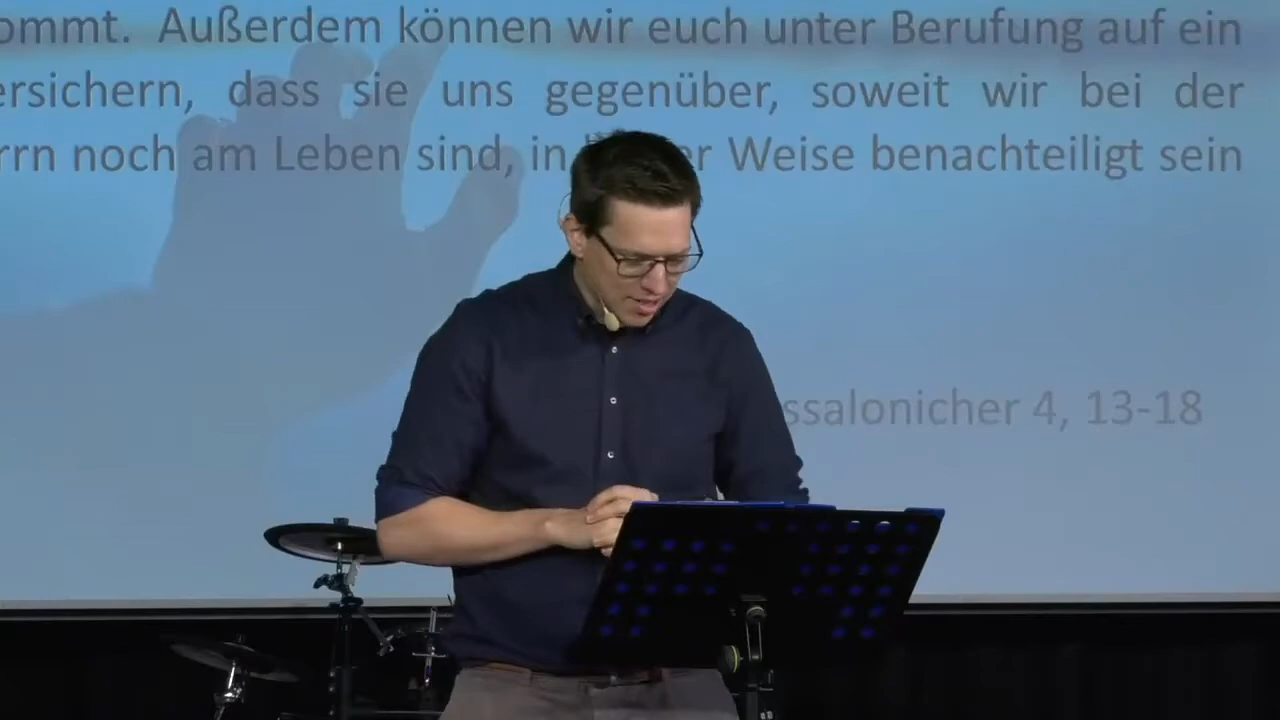 ommt. Außerdem können wir euch unter Berufung auf ein
ersichern, dass sie uns gegenüber, soweit wir bei der
rrn noch am Leben sind, in er Weise benachteiligt sein
ssalonicher 4, 13-18